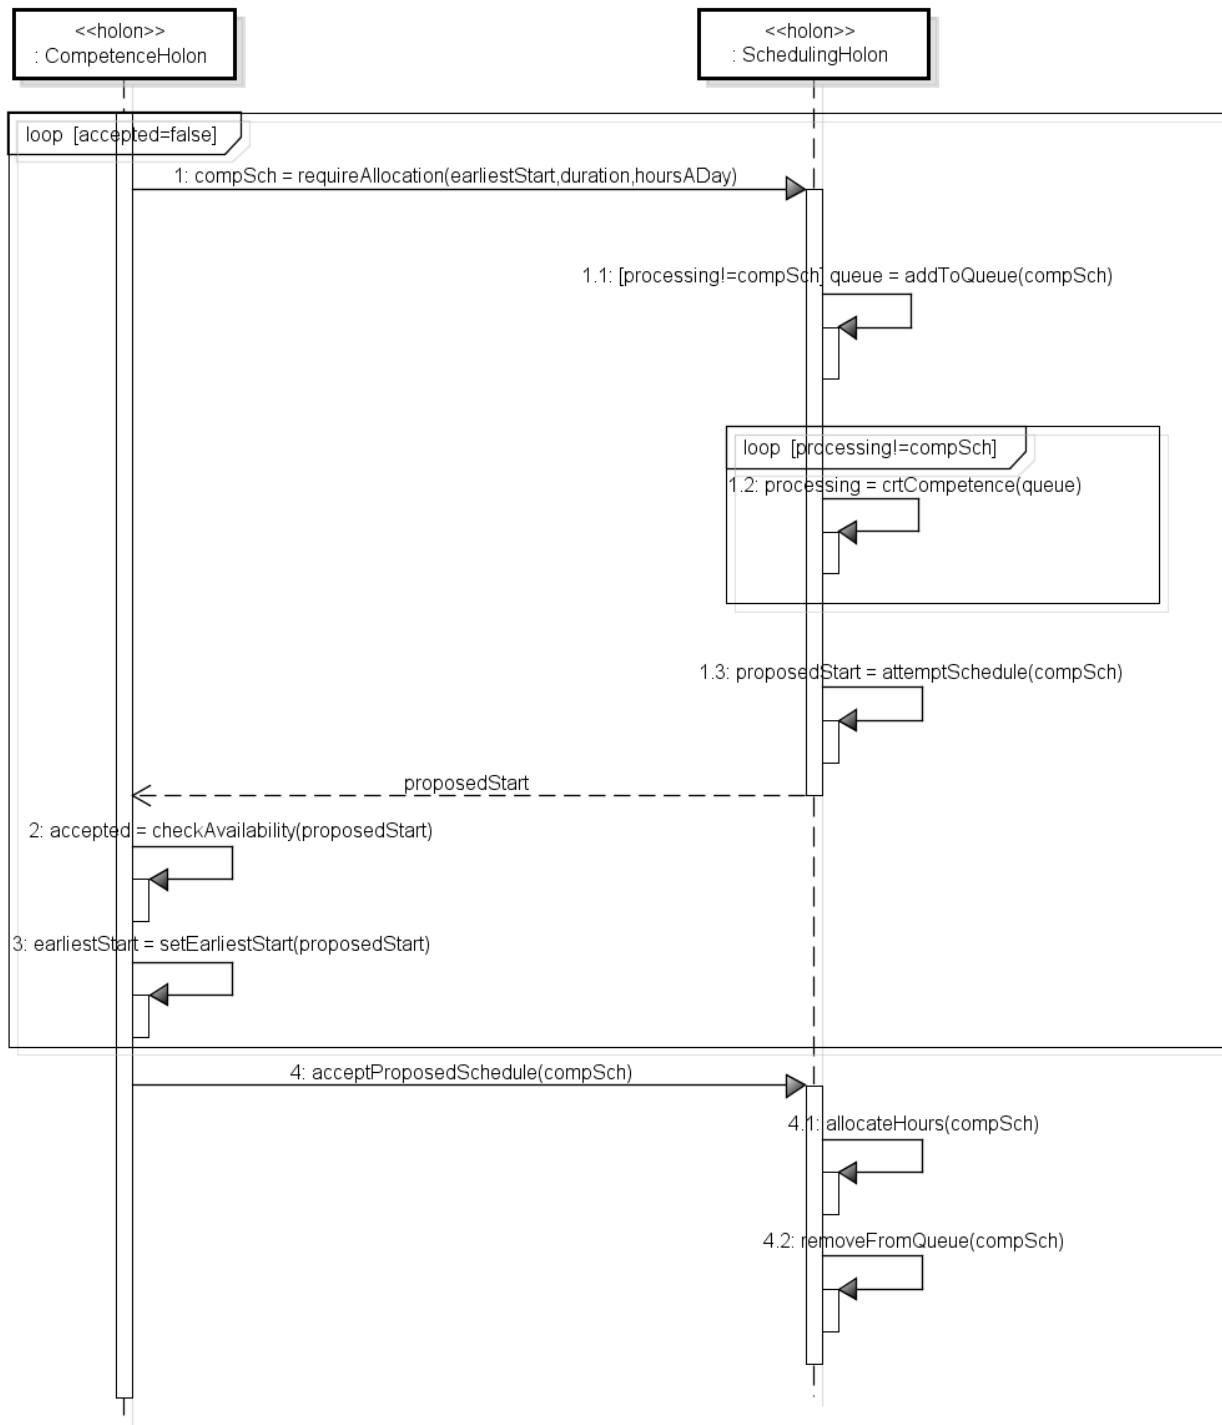 <<holon>>
: CompetenceHolon
<<holon>>
: SchedulingHolon
loop [accepted=false]
1: compSch = requireAllocation(earliestStart,duration,hoursADay)
1.1: [processing!=compSch] queue = addToQueue(compSch)
loop [processing!=compSch]
1.2: processing = crtCompetence(queue)
1.3: proposedStart = attemptSchedule(compSch)
proposedStart
2: accepted = checkAvailability(proposedStart)
3: earliestStart = setEarliestStart(proposedStart)
4: acceptProposedSchedule(compSch)
4.1: allocateHours(compSch)
4.2: removeFromQueue(compSch)